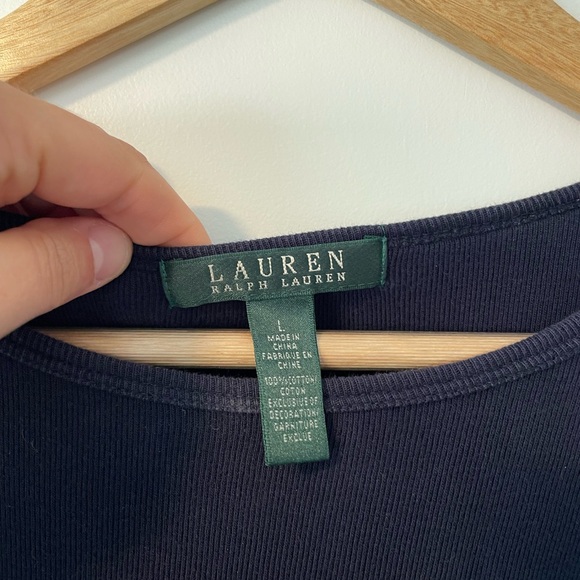 LAUREN
RALPH LAUREN
L
MADE IN
CHINA
FABRIQUE EN
CHINE
100% COTTON/
COTON
EXCLUSIVE OF
DECORATION/
GARNITURE
EXCLUE